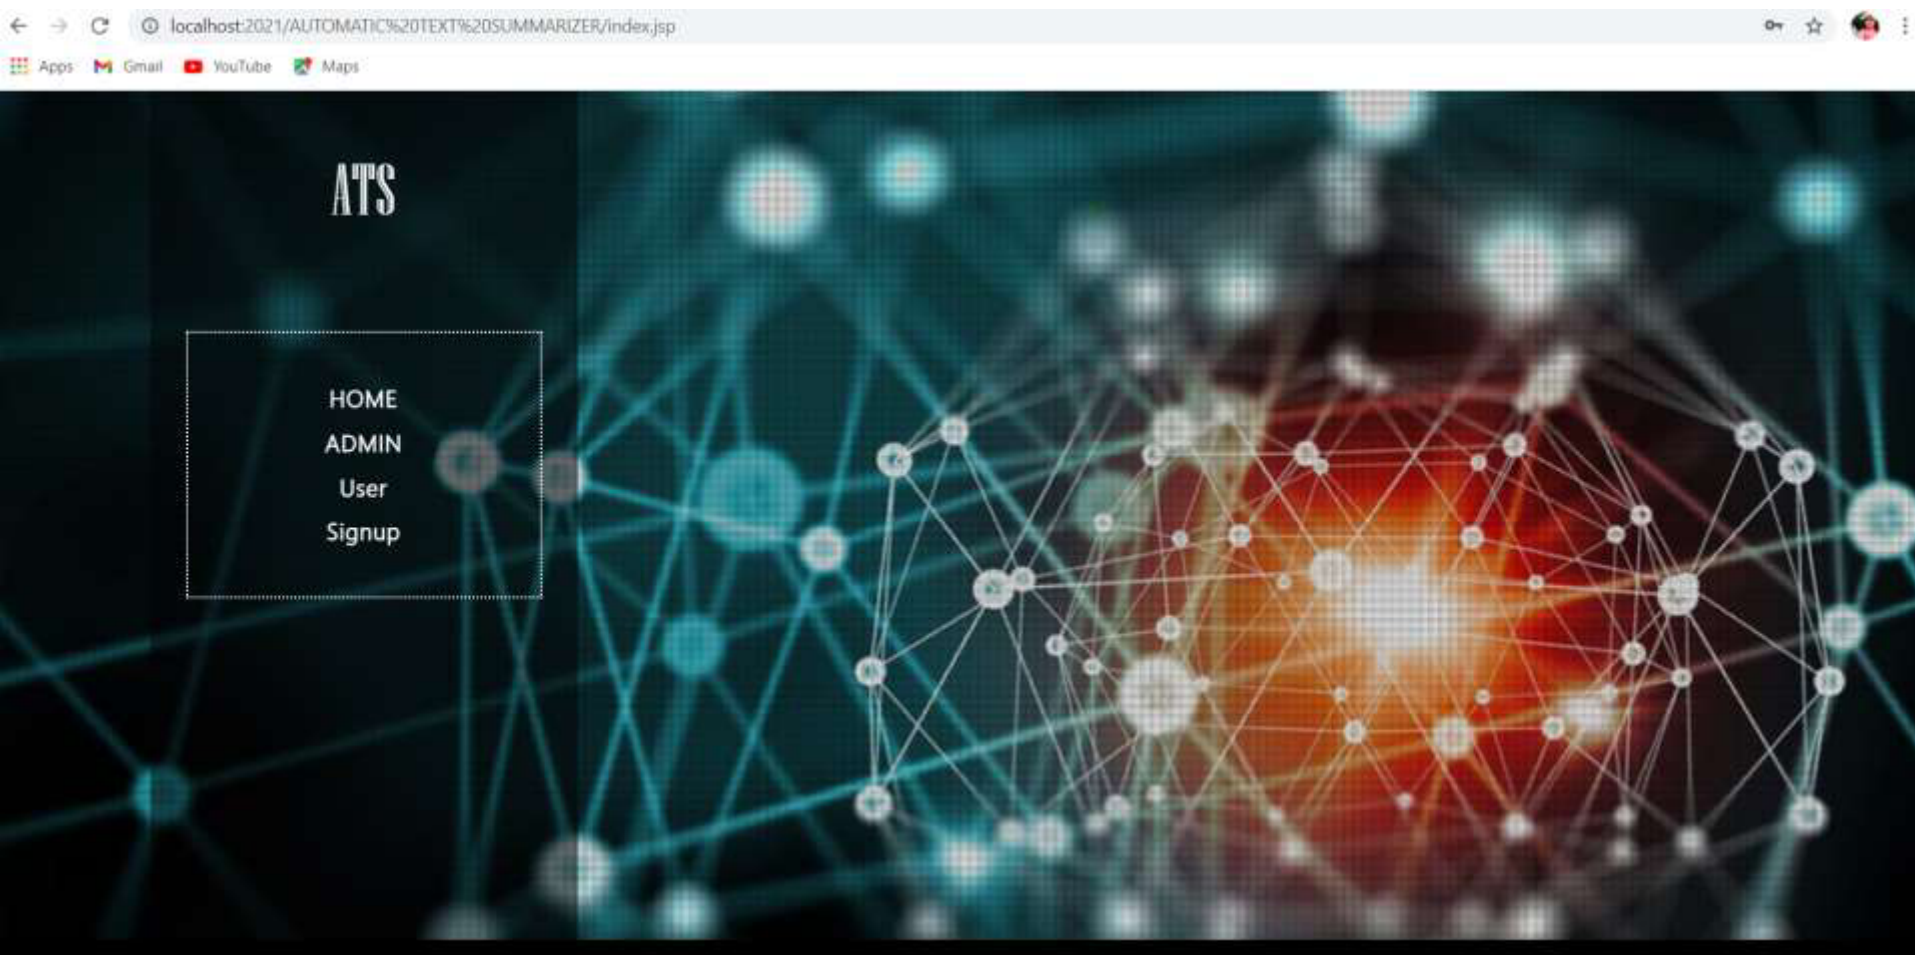 localhost:2021/AUTOMATIC%20TEXT%20SUMMARIZER/index.jsp
Apps Gmail YouTube Maps
ATS
HOME
ADMIN
User
Signup